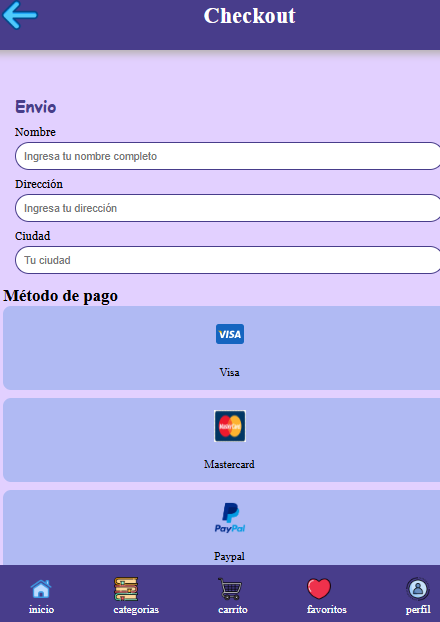 Checkout
Envio
Nombre
Ingresa tu nombre completo
Dirección
Ingresa tu dirección
Ciudad
Tu ciudad
Método de pago
VISA
Visa
MasterCard
Mastercard
PayPal
Paypal
inicio categorias carrito favoritos perfil